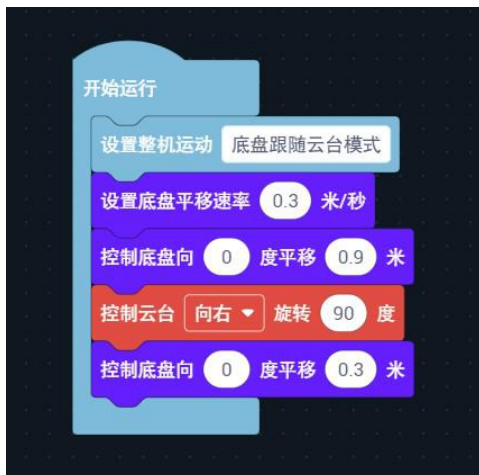 开始运行
设置整机运动 底盘跟随云台模式
设置底盘平移速率 0.3 米/秒
控制底盘向 0 度平移 0.9 米
控制云台 向右 旋转 90 度
控制底盘向 0 度平移 0.3 米